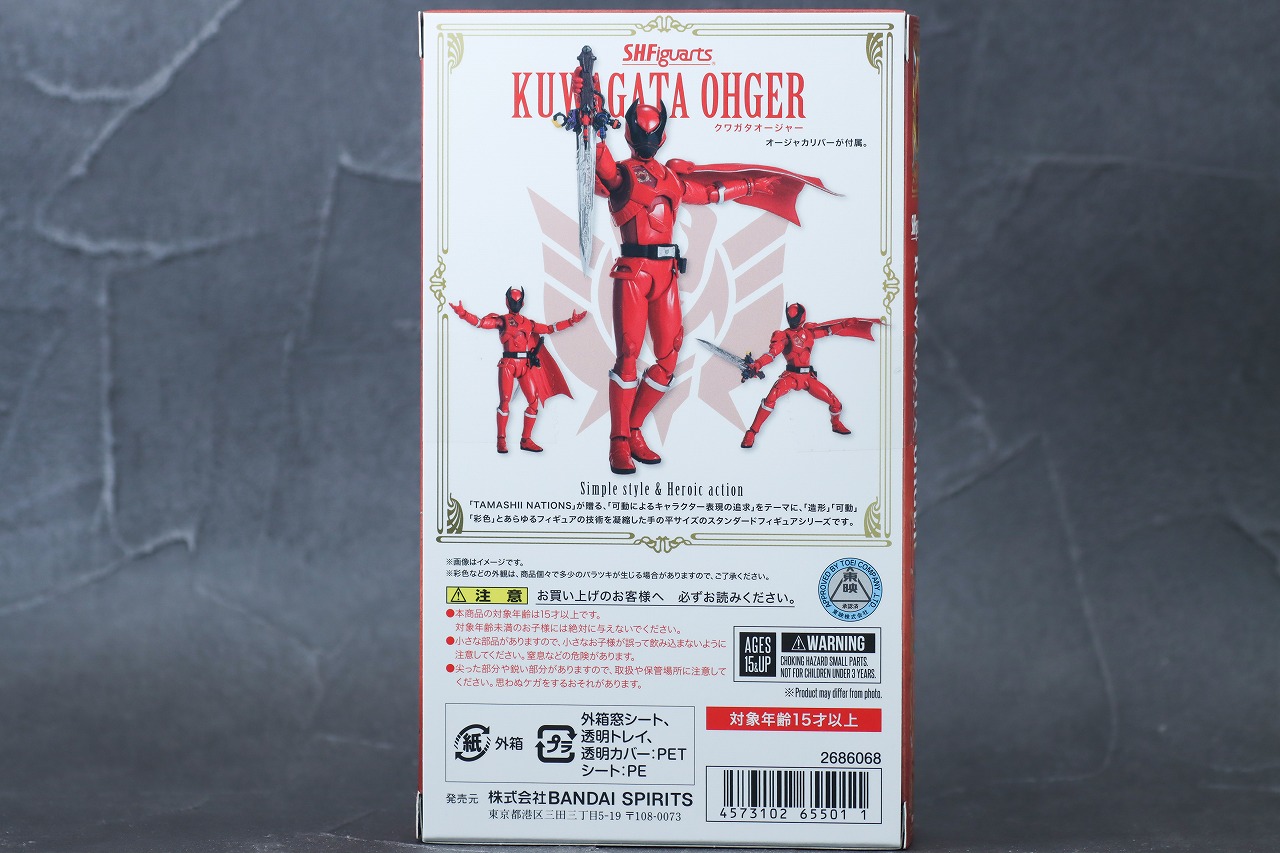 SHFiguarts
KUWAGATA OHGER
クワガタオージャー
オージャカリバーが付属。
Simple style & Heroic action
「TAMASHII NATIONS」が贈る、「可動によるキャラクター表現の追求」をテーマに、「造形」「可動」
「彩色」とあらゆるフィギュアの技術を凝縮した手の平サイズのスタンダードフィギュアシリーズです。
※画像はイメージです。
※彩色などの外観は、商品個々で多少のバラツキが生じる場合がありますので、ご了承ください。
注意 お買い上げのお客様へ 必ずお読みください。
●本商品の対象年齢は15才以上です。
対象年齢未満のお子様には絶対に与えないでください。
●小さな部品がありますので、小さなお子様が誤って飲み込まないように
注意してください。窒息などの危険があります。
●尖った部分や鋭い部分がありますので、取扱や保管場所に注意して
ください。思わぬケガをするおそれがあります。
APPROVED BY TOEI COMPANY, LTD.
東映
承認済
東映株式会社
AGES
15&UP
WARNING
CHOKING HAZARD SMALL PARTS.
NOT FOR CHILDREN UNDER 3 YEARS.
※Product may differ from photo.
対象年齢15才以上
紙 外箱
プラ
外箱窓シート、
透明トレイ、
透明カバー:PET
シート:PE
2686068
発売元 株式会社BANDAI SPIRITS
東京都港区三田三丁目5-19 〒108-0073
4573102 65501 1